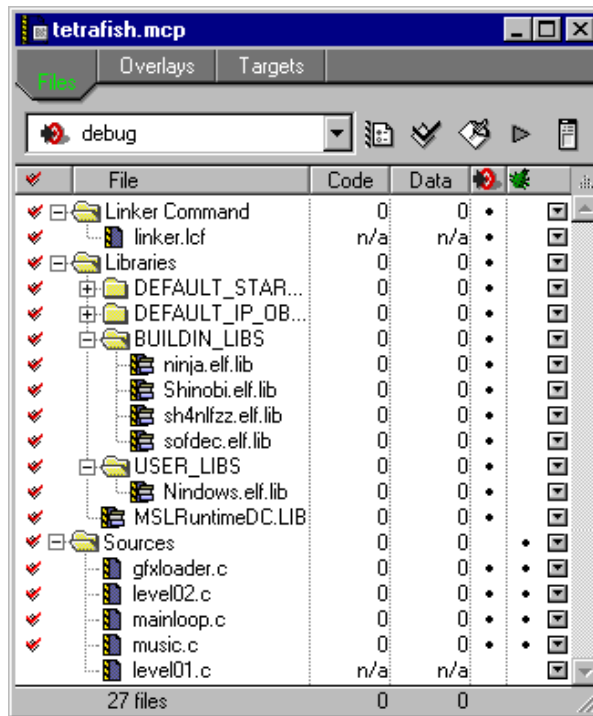 tetrafish.mcp
Files Overlays Targets
debug
File Code Data
Linker Command 0 0
linker.lcf n/a n/a
Libraries 0 0
DEFAULT_STAR... 0 0
DEFAULT_IP_OB... 0 0
BUILDIN_LIBS 0 0
ninja.elf.lib 0 0
Shinobi.elf.lib 0 0
sh4nlfzz.elf.lib 0 0
sofdec.elf.lib 0 0
USER_LIBS 0 0
Nindows.elf.lib 0 0
MSLRuntimeDC.LIB 0 0
Sources 0 0
gfxloader.c 0 0
level02.c 0 0
mainloop.c 0 0
music.c 0 0
level01.c n/a n/a
27 files 0 0